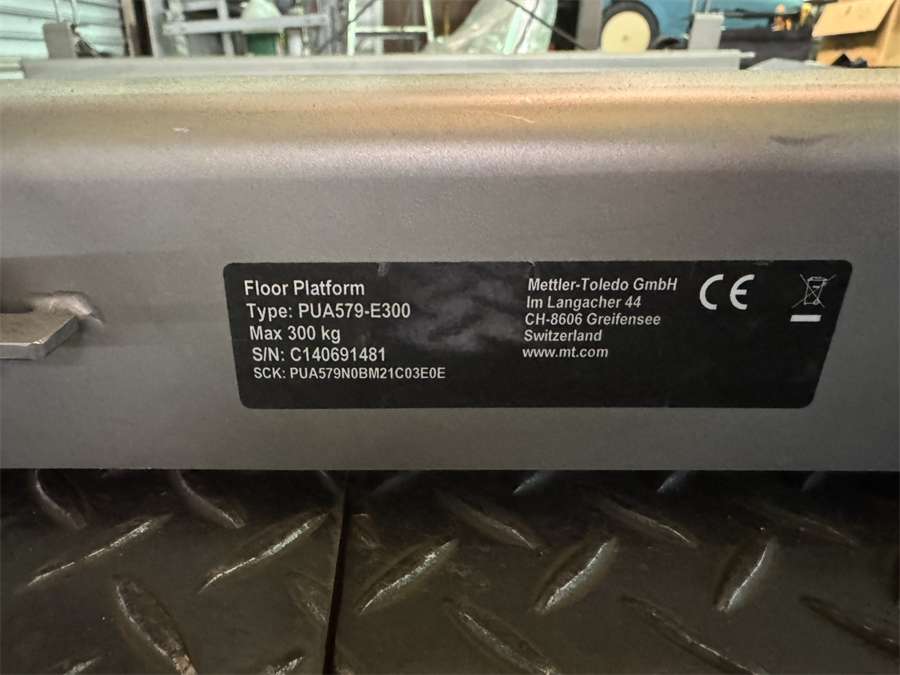 Floor Platform
Type: PUA579-E300
Max 300 kg
S/N: C140691481
SCK: PUA579N0BM21C03E0E
Mettler-Toledo GmbH
Im Langacher 44
CH-8606 Greifensee
Switzerland
www.mt.com
CE